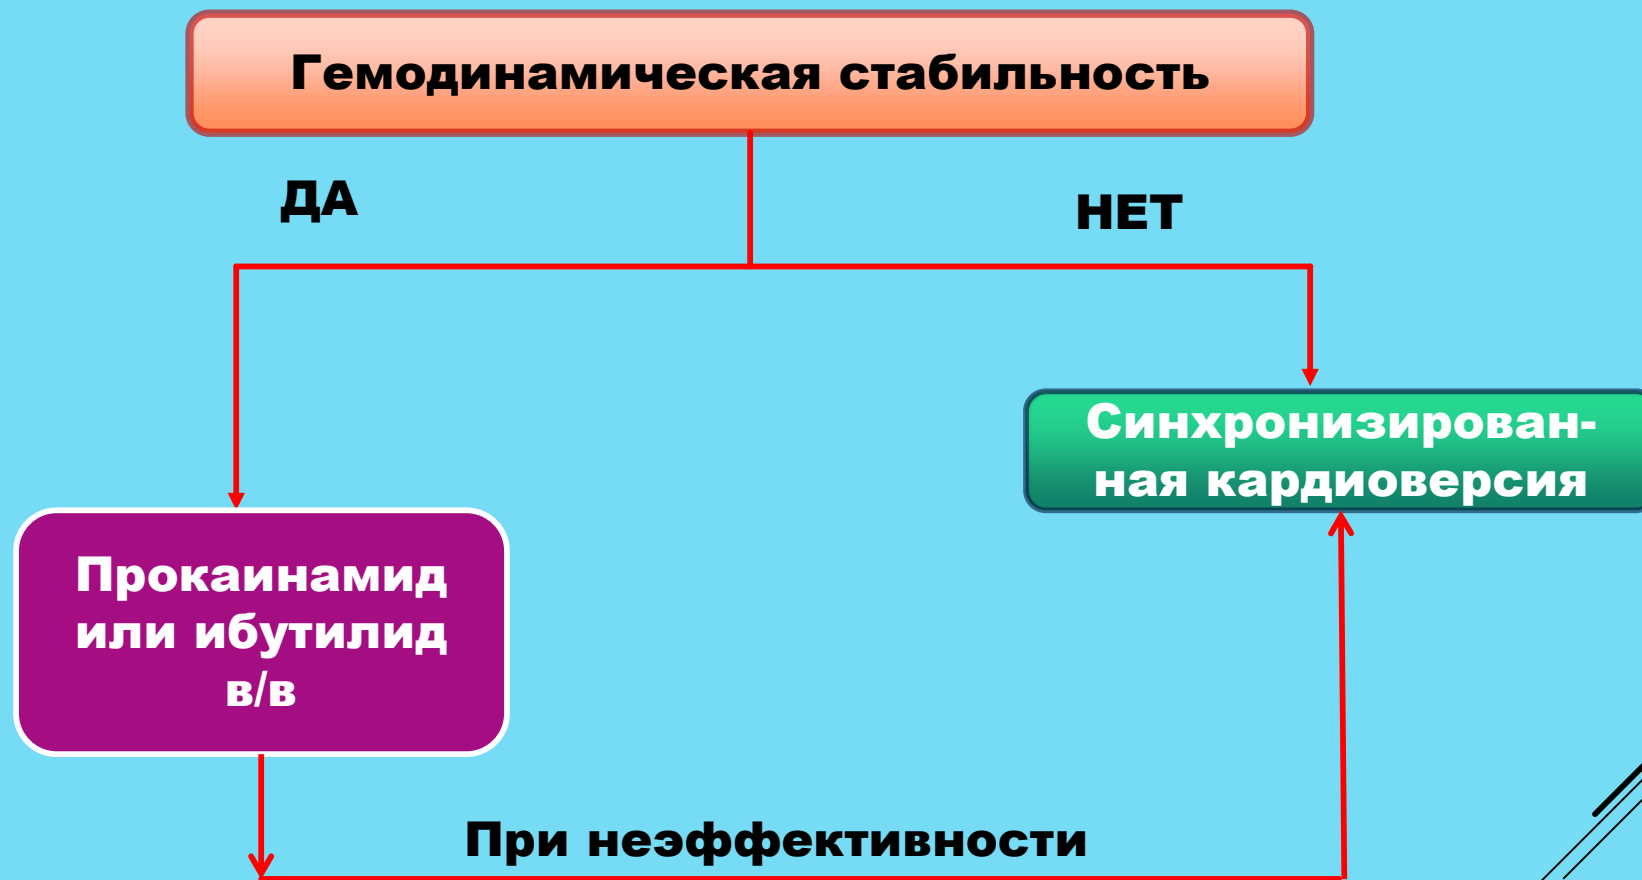 Гемодинамическая стабильность
ДА
НЕТ
Синхронизирован-
ная кардиоверсия
Прокаинамид
или ибутилид
в/в
При неэффективности